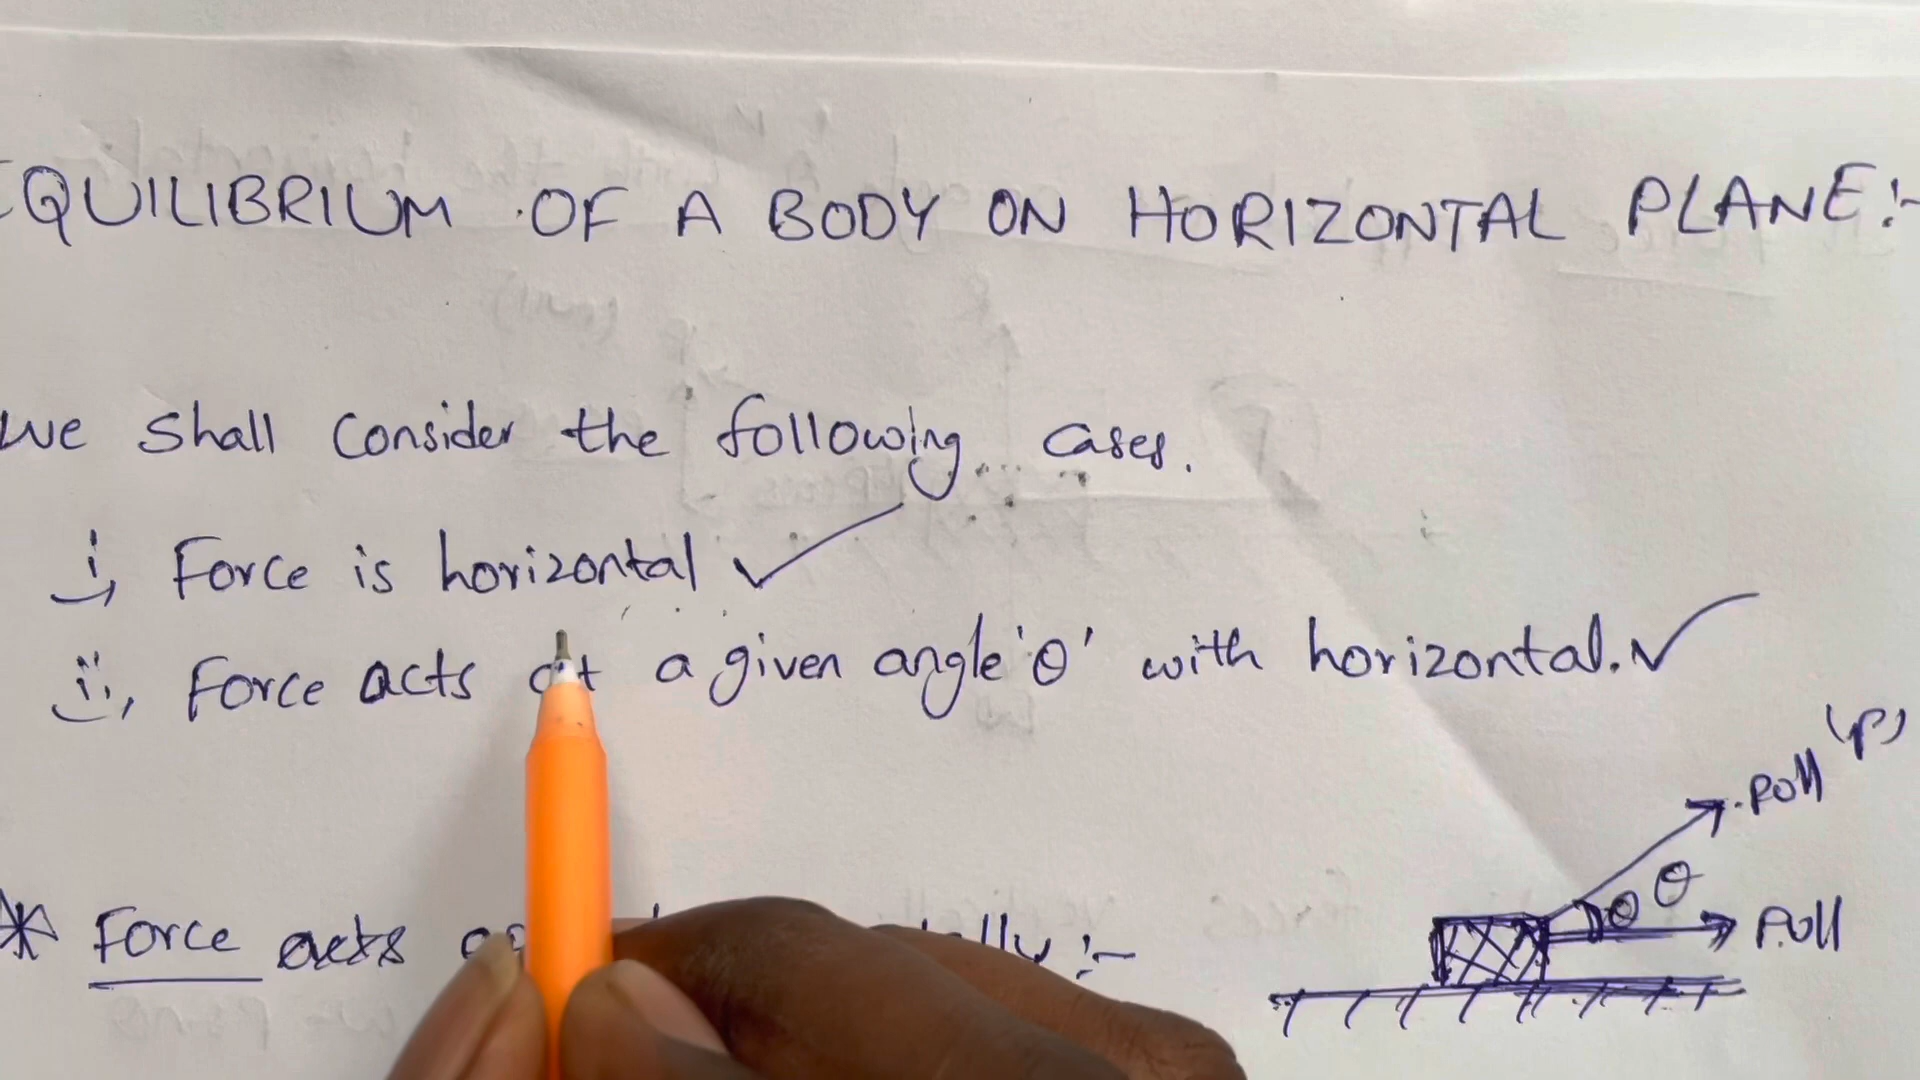 EQUILIBRIUM OF A BODY ON HORIZONTAL PLANE:-
We shall consider the following cases.
i, Force is horizontal ✓
ii, Force acts at a given angle 'θ' with horizontal. ✓
(P)
Pull
θ θ
Pull
* Force acts :-